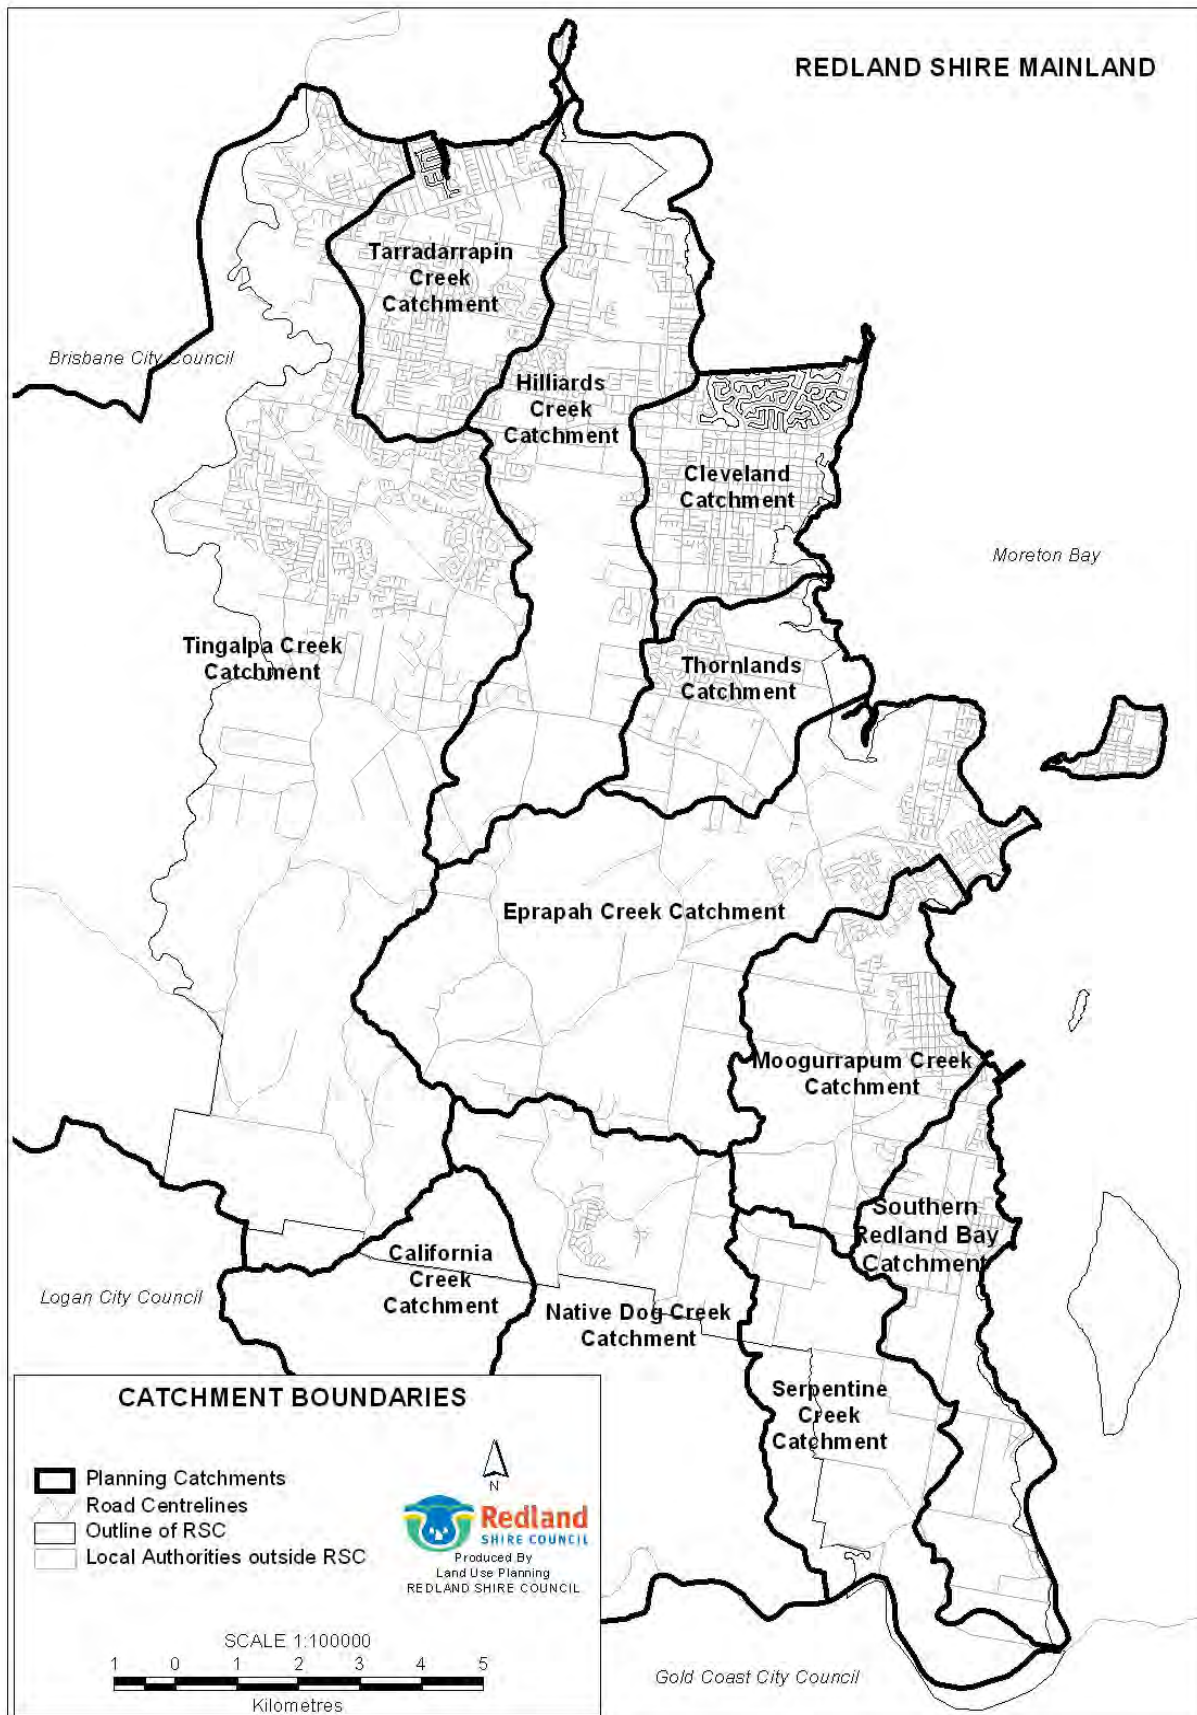 REDLAND SHIRE MAINLAND
Tarradarrapin
Creek
Catchment
Brisbane City Council
Hilliards
Creek
Catchment
Cleveland
Catchment
Moreton Bay
Tingalpa Creek
Catchment
Thornlands
Catchment
Eprapah Creek Catchment
Moogurrapum Creek
Catchment
Southern
Redland Bay
Catchment
California
Creek
Catchment
Logan City Council
Native Dog Creek
Catchment
Serpentine
Creek
Catchment
CATCHMENT BOUNDARIES
Planning Catchments
Road Centrelines
Outline of RSC
Local Authorities outside RSC
N
Redland
SHIRE COUNCIL
Produced By
Land Use Planning
REDLAND SHIRE COUNCIL
SCALE 1:100000
1 0 1 2 3 4 5
Kilometres
Gold Coast City Council